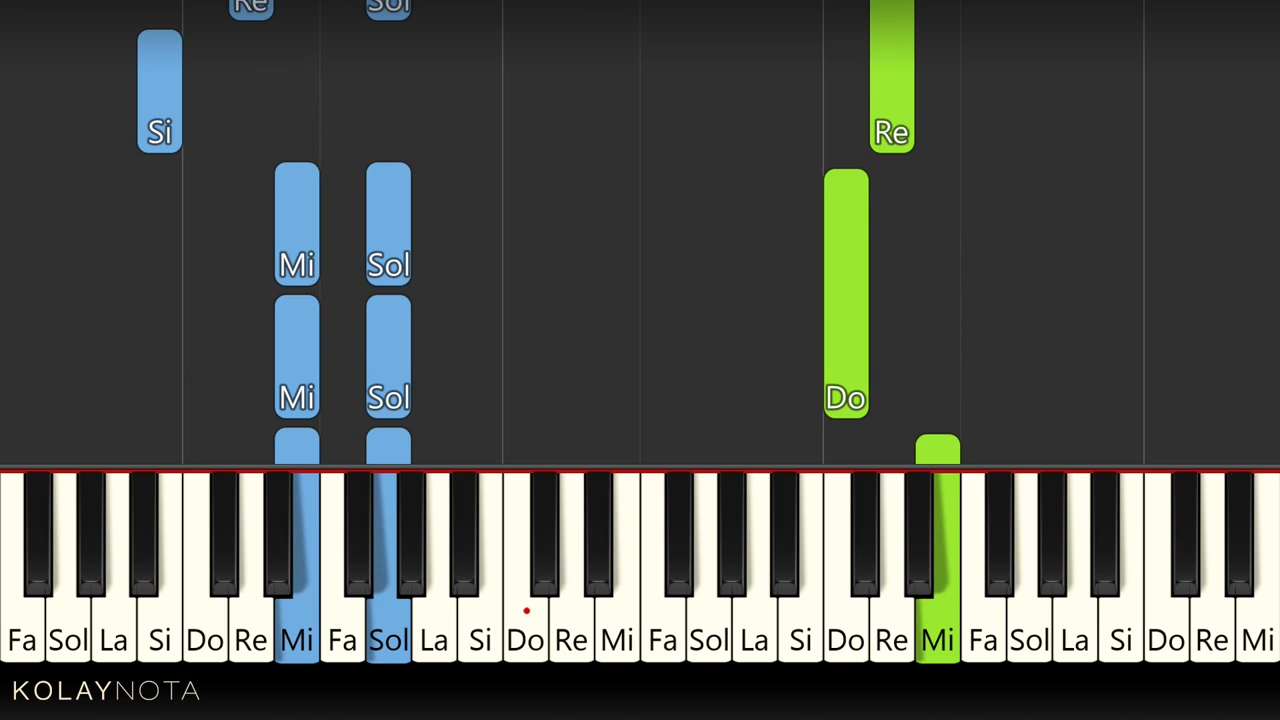 Re Sol
Si Re
Mi Sol
Mi Sol Do
Fa Sol La Si Do Re Mi Fa Sol La Si Do Re Mi Fa Sol La Si Do Re Mi Fa Sol La Si Do Re Mi
KOLAYNOTA